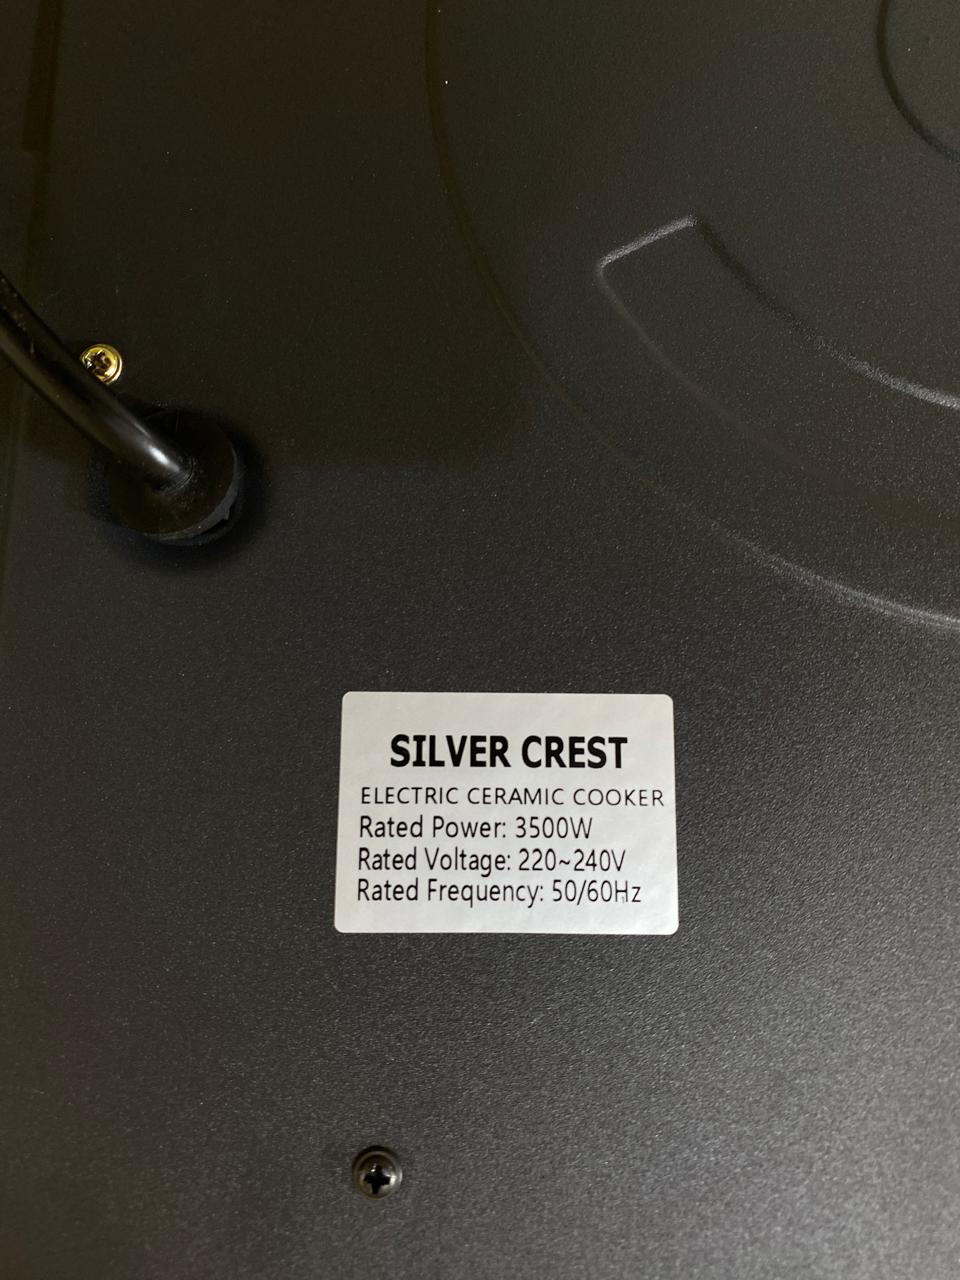 SILVER CREST
ELECTRIC CERAMIC COOKER
Rated Power: 3500W
Rated Voltage: 220~240V
Rated Frequency: 50/60Hz